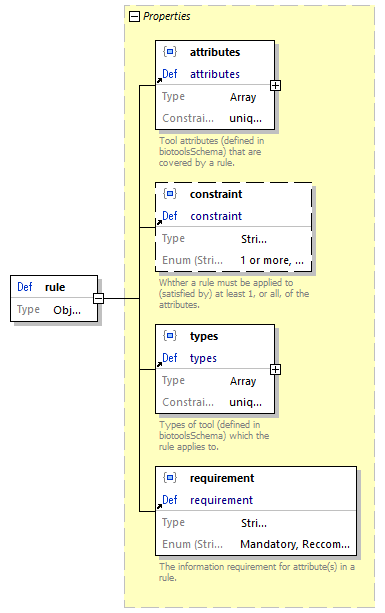 Properties
attributes
Def attributes
Type Array
Constrai... uniq...
Tool attributes (defined in
biotoolsSchema) that are
covered by a rule.
constraint
Def constraint
Type Stri...
Enum (Stri... 1 or more, ...
Whther a rule must be applied to
(satisfied by) at least 1, or all, of the
attributes.
Def rule
Type Obj...
types
Def types
Type Array
Constrai... uniq...
Types of tool (defined in
biotoolsSchema) which the
rule applies to.
requirement
Def requirement
Type Stri...
Enum (Stri... Mandatory, Reccom...
The information requirement for attribute(s) in a
rule.